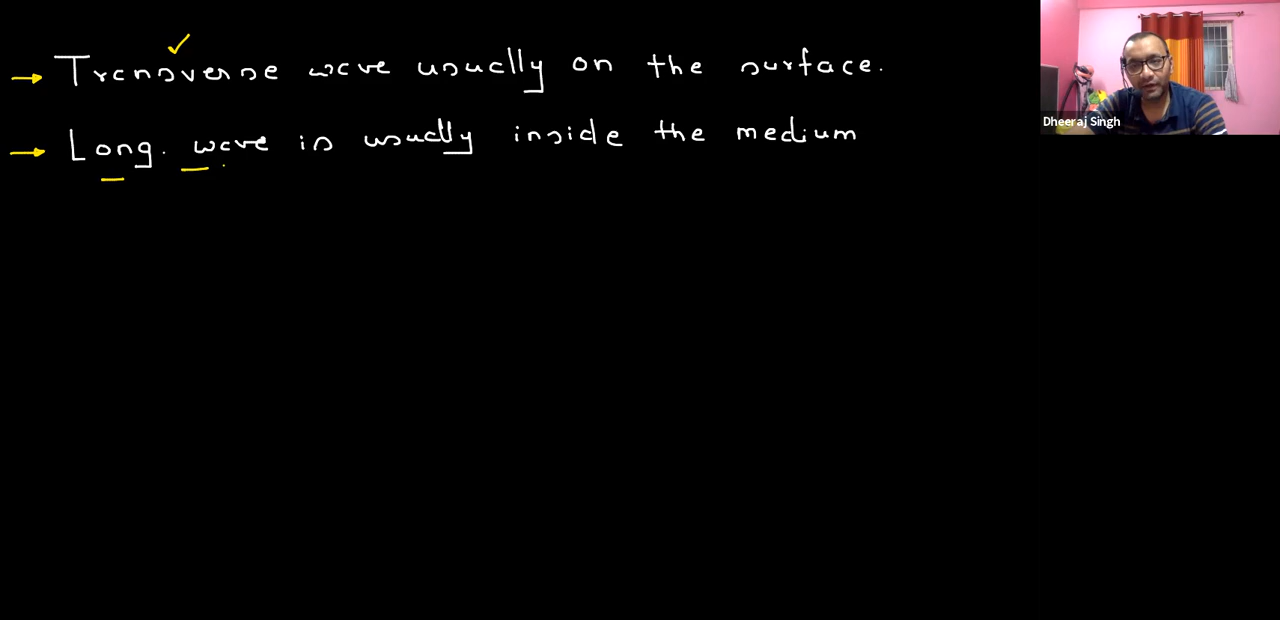 → Transverse wave usually on the surface.
→ Long. wave is usually inside the medium
Dheeraj Singh